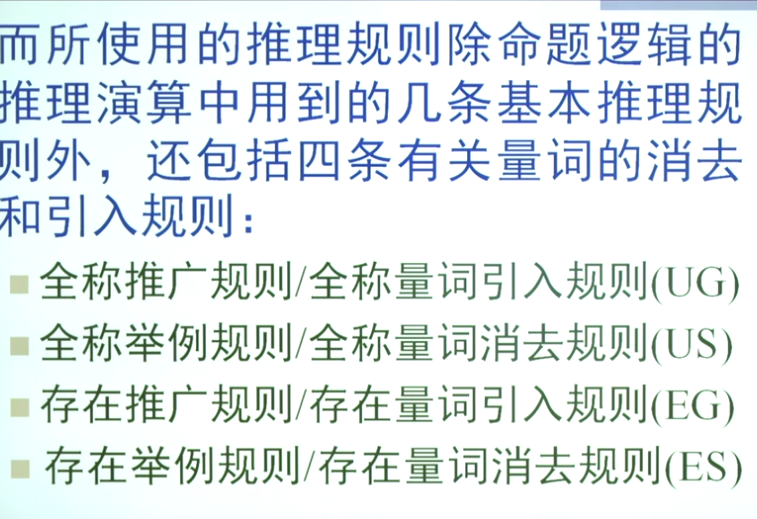 而所使用的推理规则除命题逻辑的
推理演算中用到的几条基本推理规
则外，还包括四条有关量词的消去
和引入规则：
全称推广规则/全称量词引入规则(UG)
全称举例规则/全称量词消去规则(US)
存在推广规则/存在量词引入规则(EG)
存在举例规则/存在量词消去规则(ES)